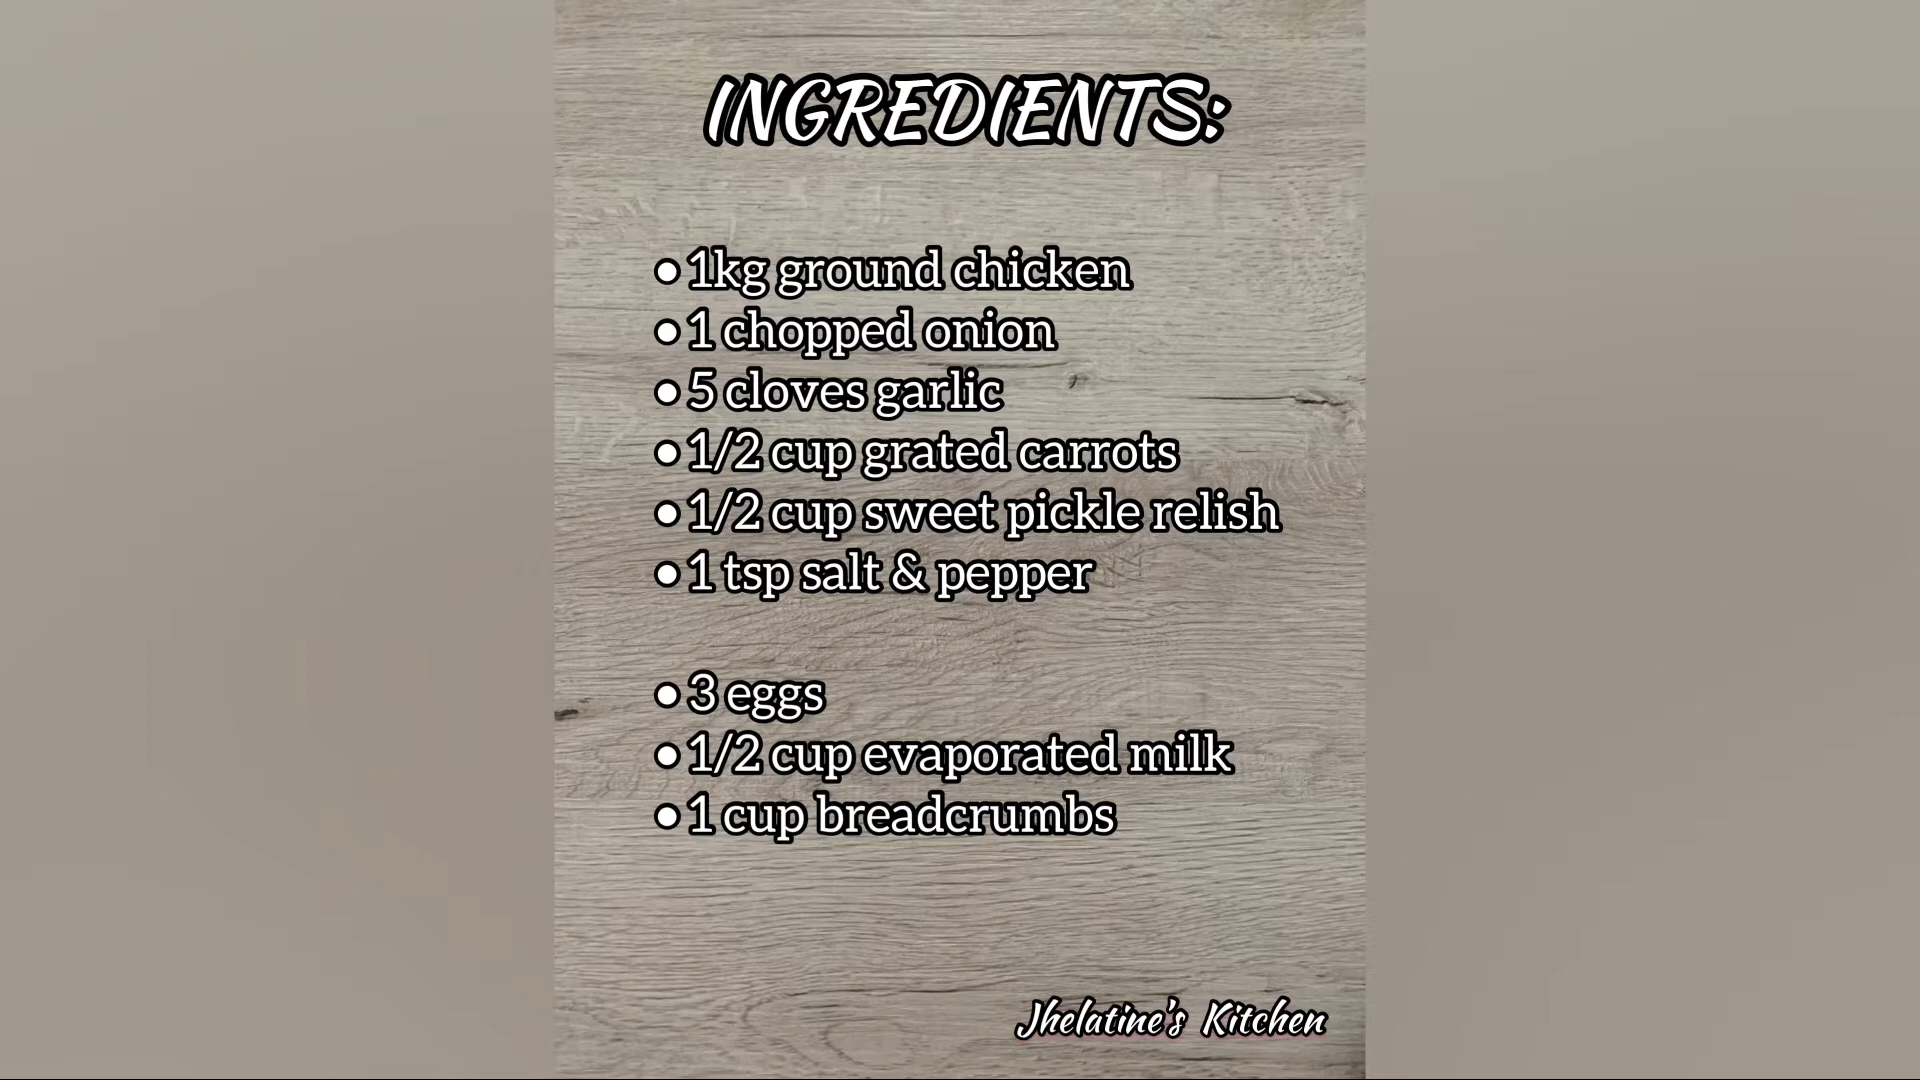 INGREDIENTS:
•1kg ground chicken
•1 chopped onion
•5 cloves garlic
•1/2 cup grated carrots
•1/2 cup sweet pickle relish
•1 tsp salt & pepper
•3 eggs
•1/2 cup evaporated milk
•1 cup breadcrumbs
Jhelatine's Kitchen